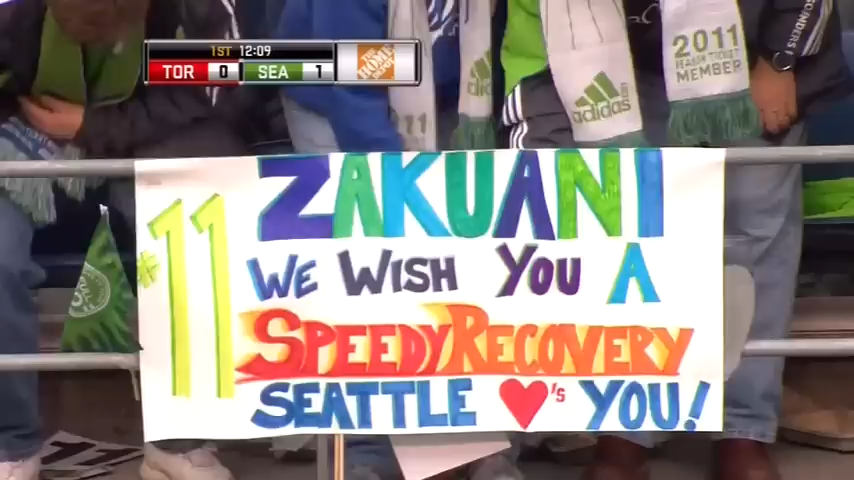 1ST 12:09
TOR 0 SEA 1
THE HOME DEPOT
2011
SEASON TICKET
MEMBER
adidas
ZAKUANI
#11
WE WISH YOU A
SPEEDY RECOVERY
SEATTLE ♥'s YOU!